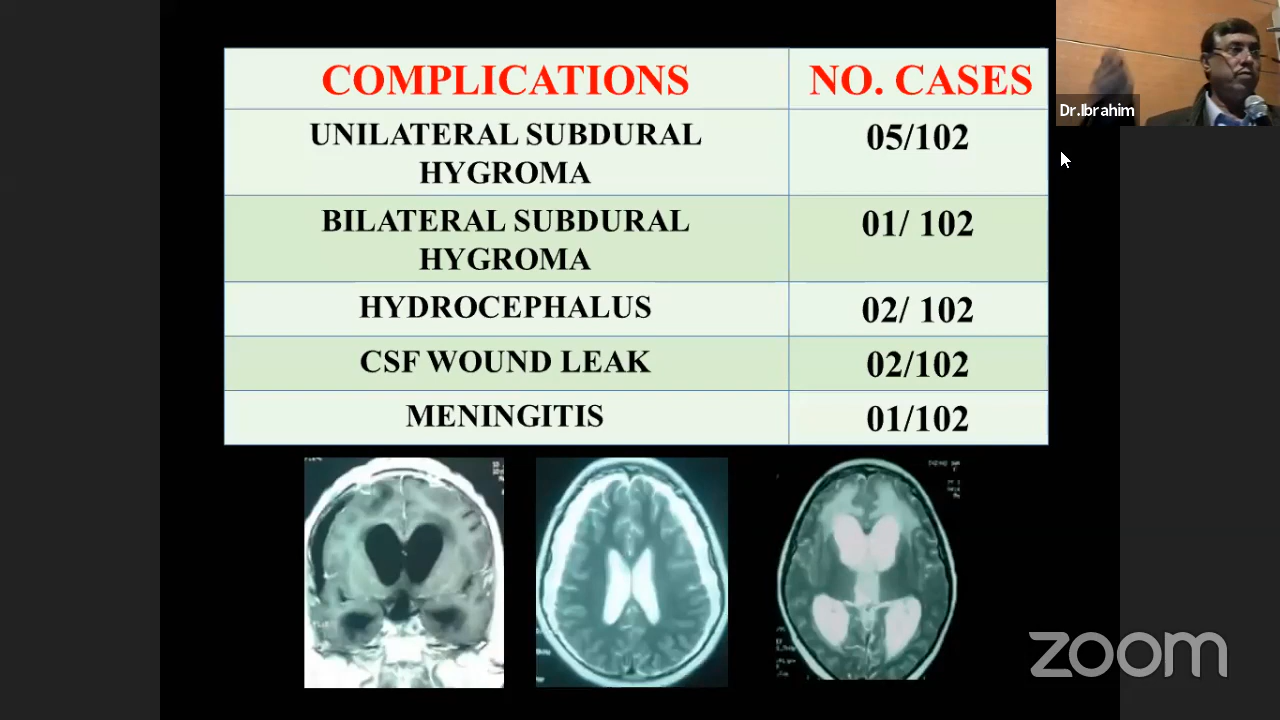 COMPLICATIONS NO. CASES
UNILATERAL SUBDURAL
HYGROMA
05/102
BILATERAL SUBDURAL
HYGROMA
01/ 102
HYDROCEPHALUS 02/ 102
CSF WOUND LEAK 02/102
MENINGITIS 01/102
Dr.Ibrahim
zoom